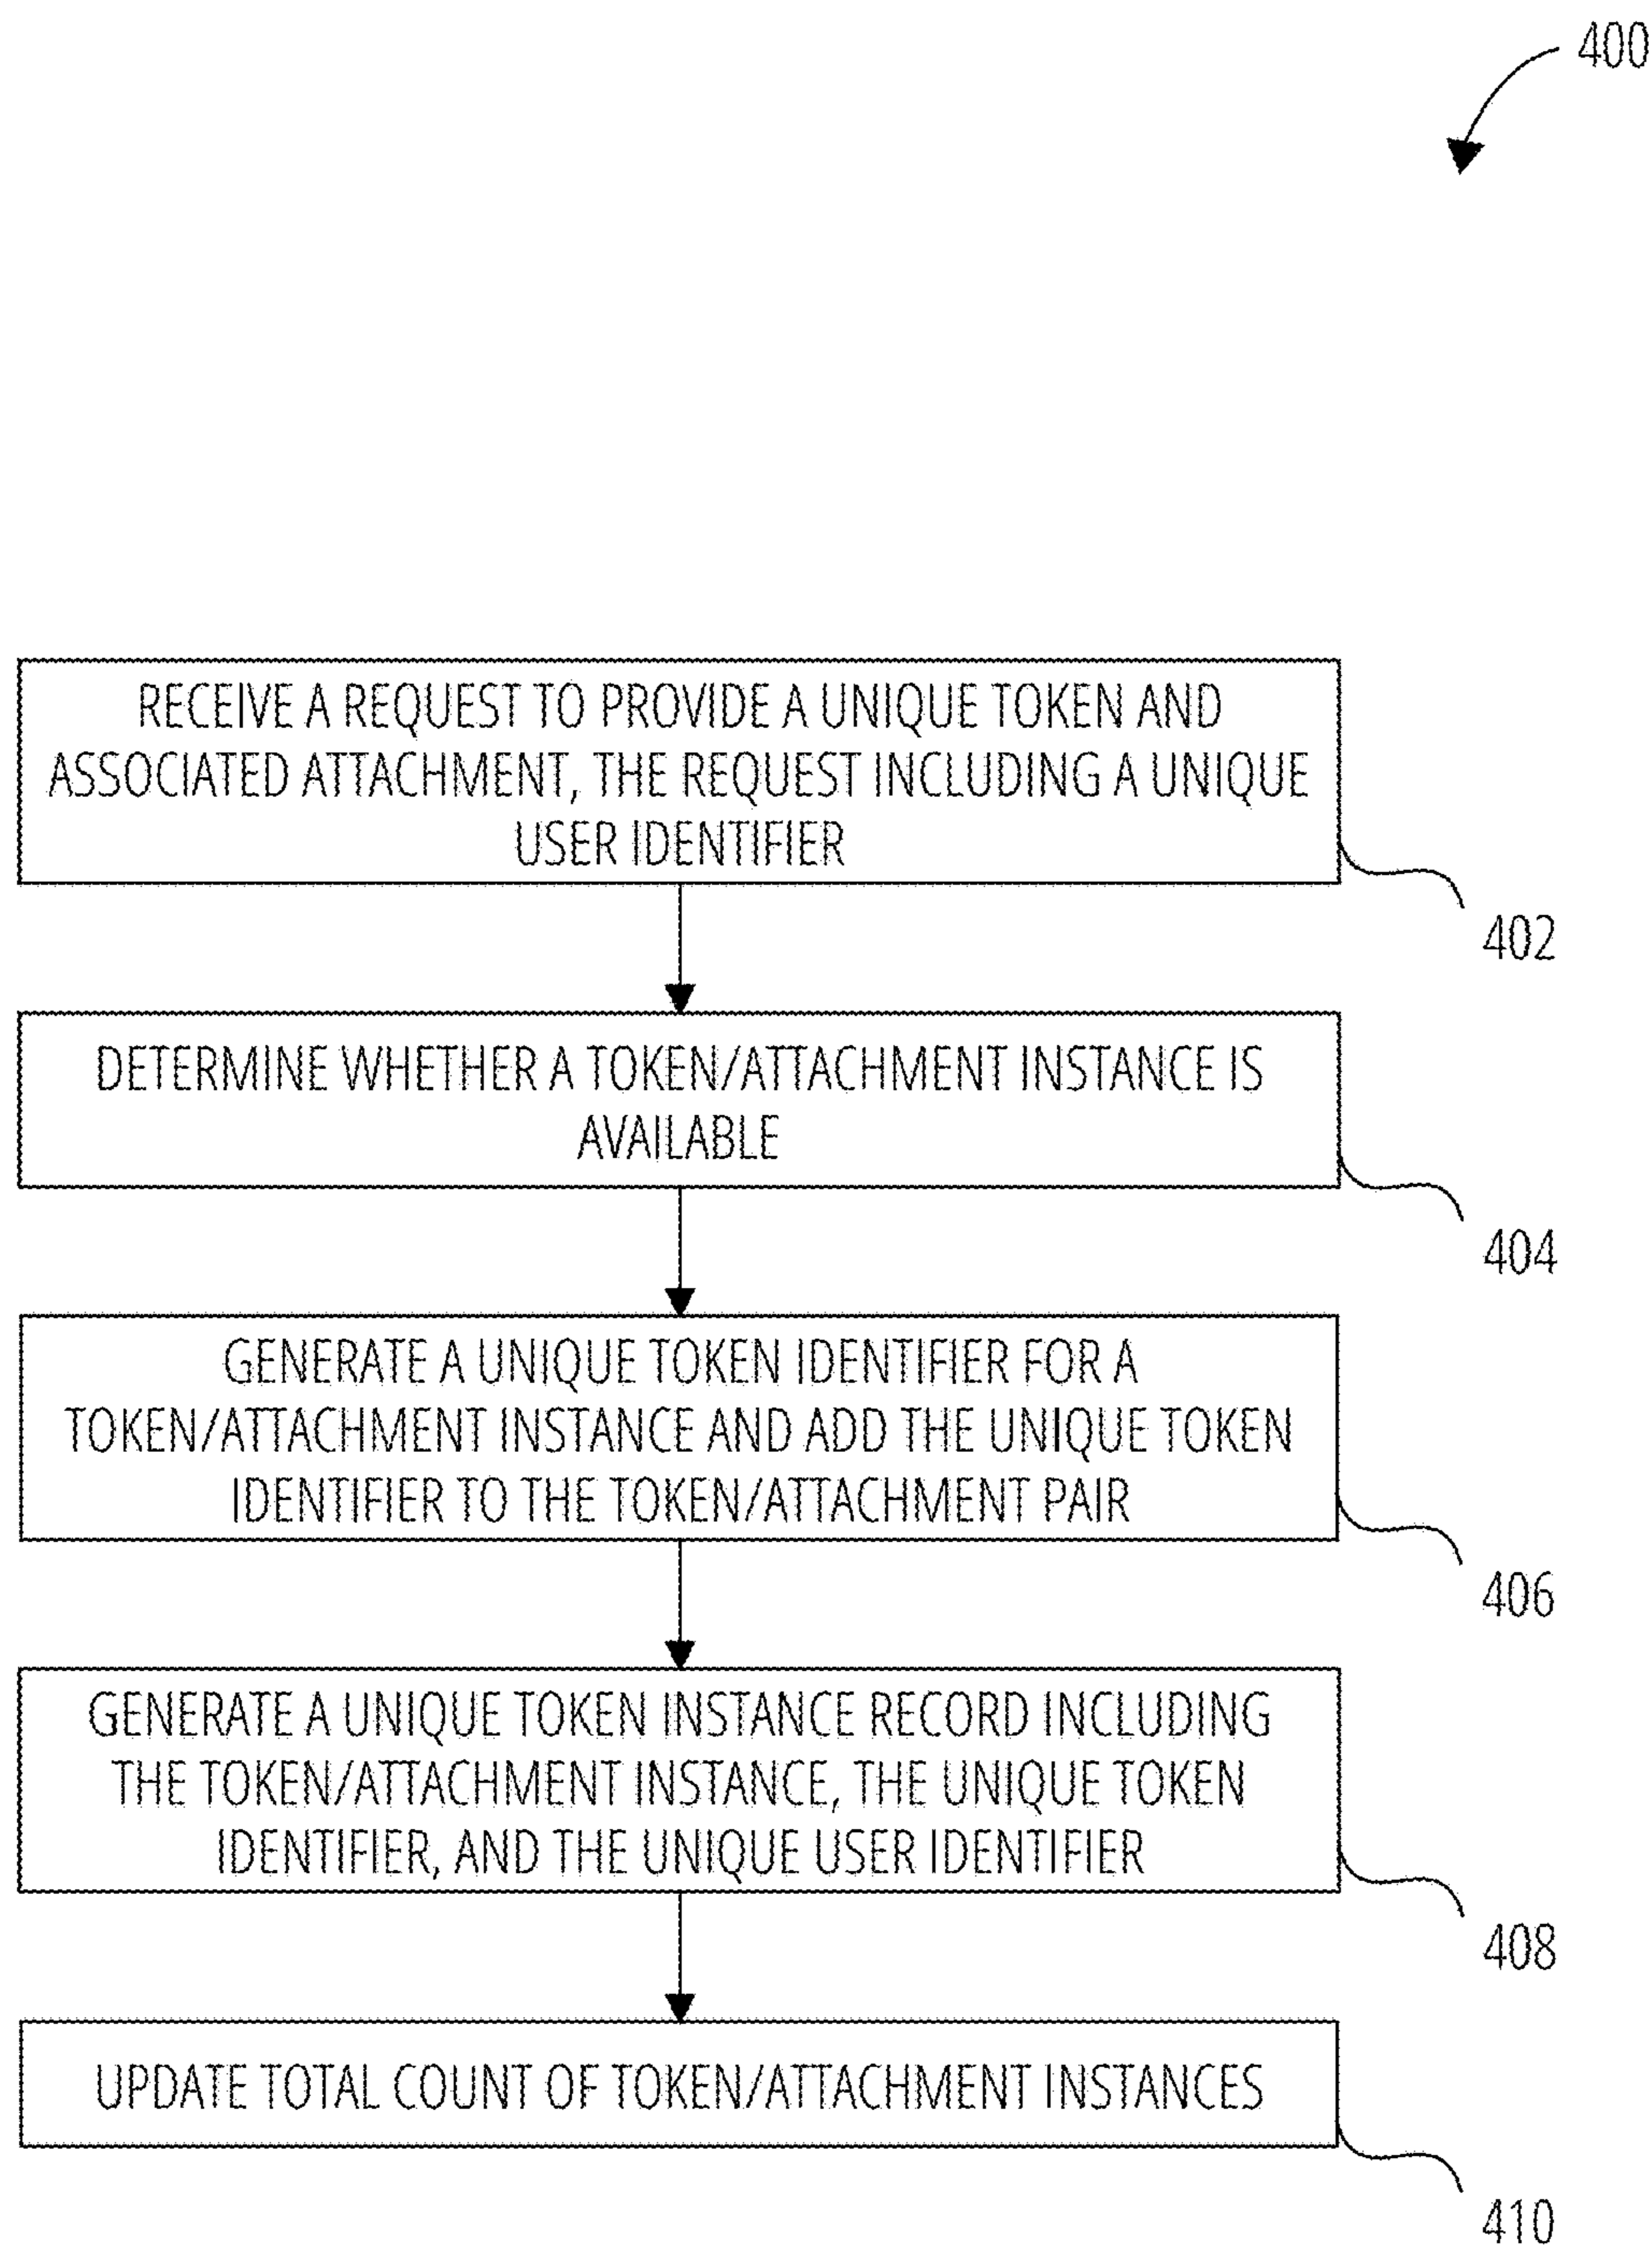 400
RECEIVE A REQUEST TO PROVIDE A UNIQUE TOKEN AND
ASSOCIATED ATTACHMENT, THE REQUEST INCLUDING A UNIQUE
USER IDENTIFIER
402
DETERMINE WHETHER A TOKEN/ATTACHMENT INSTANCE IS
AVAILABLE
404
GENERATE A UNIQUE TOKEN IDENTIFIER FOR A
TOKEN/ATTACHMENT INSTANCE AND ADD THE UNIQUE TOKEN
IDENTIFIER TO THE TOKEN/ATTACHMENT PAIR
406
GENERATE A UNIQUE TOKEN INSTANCE RECORD INCLUDING
THE TOKEN/ATTACHMENT INSTANCE, THE UNIQUE TOKEN
IDENTIFIER, AND THE UNIQUE USER IDENTIFIER
408
UPDATE TOTAL COUNT OF TOKEN/ATTACHMENT INSTANCES
410